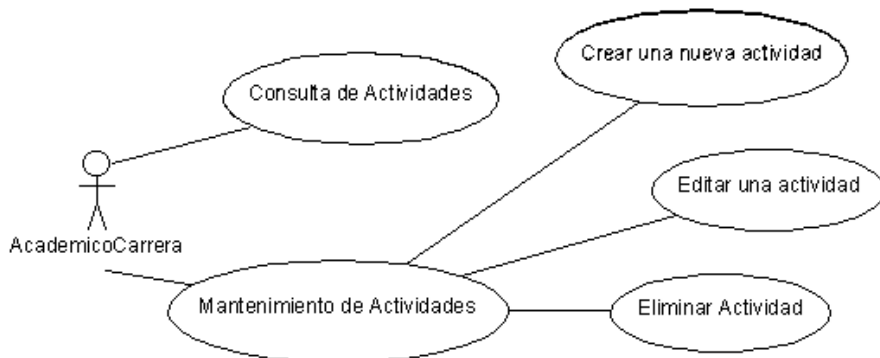 Crear una nueva actividad
Consulta de Actividades
Editar una actividad
AcademicoCarrera
Mantenimiento de Actividades
Eliminar Actividad